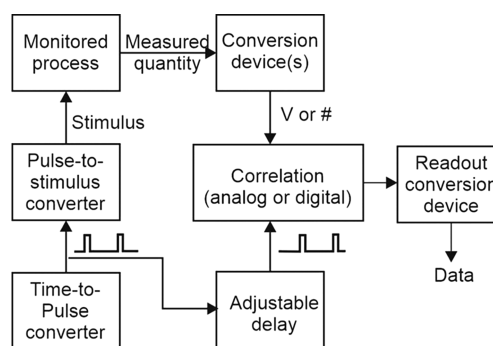 Monitored
process
Measured
quantity
Conversion
device(s)
Stimulus
V or #
Pulse-to-
stimulus
converter
Correlation
(analog or digital)
Readout
conversion
device
Time-to-
Pulse
converter
Adjustable
delay
Data